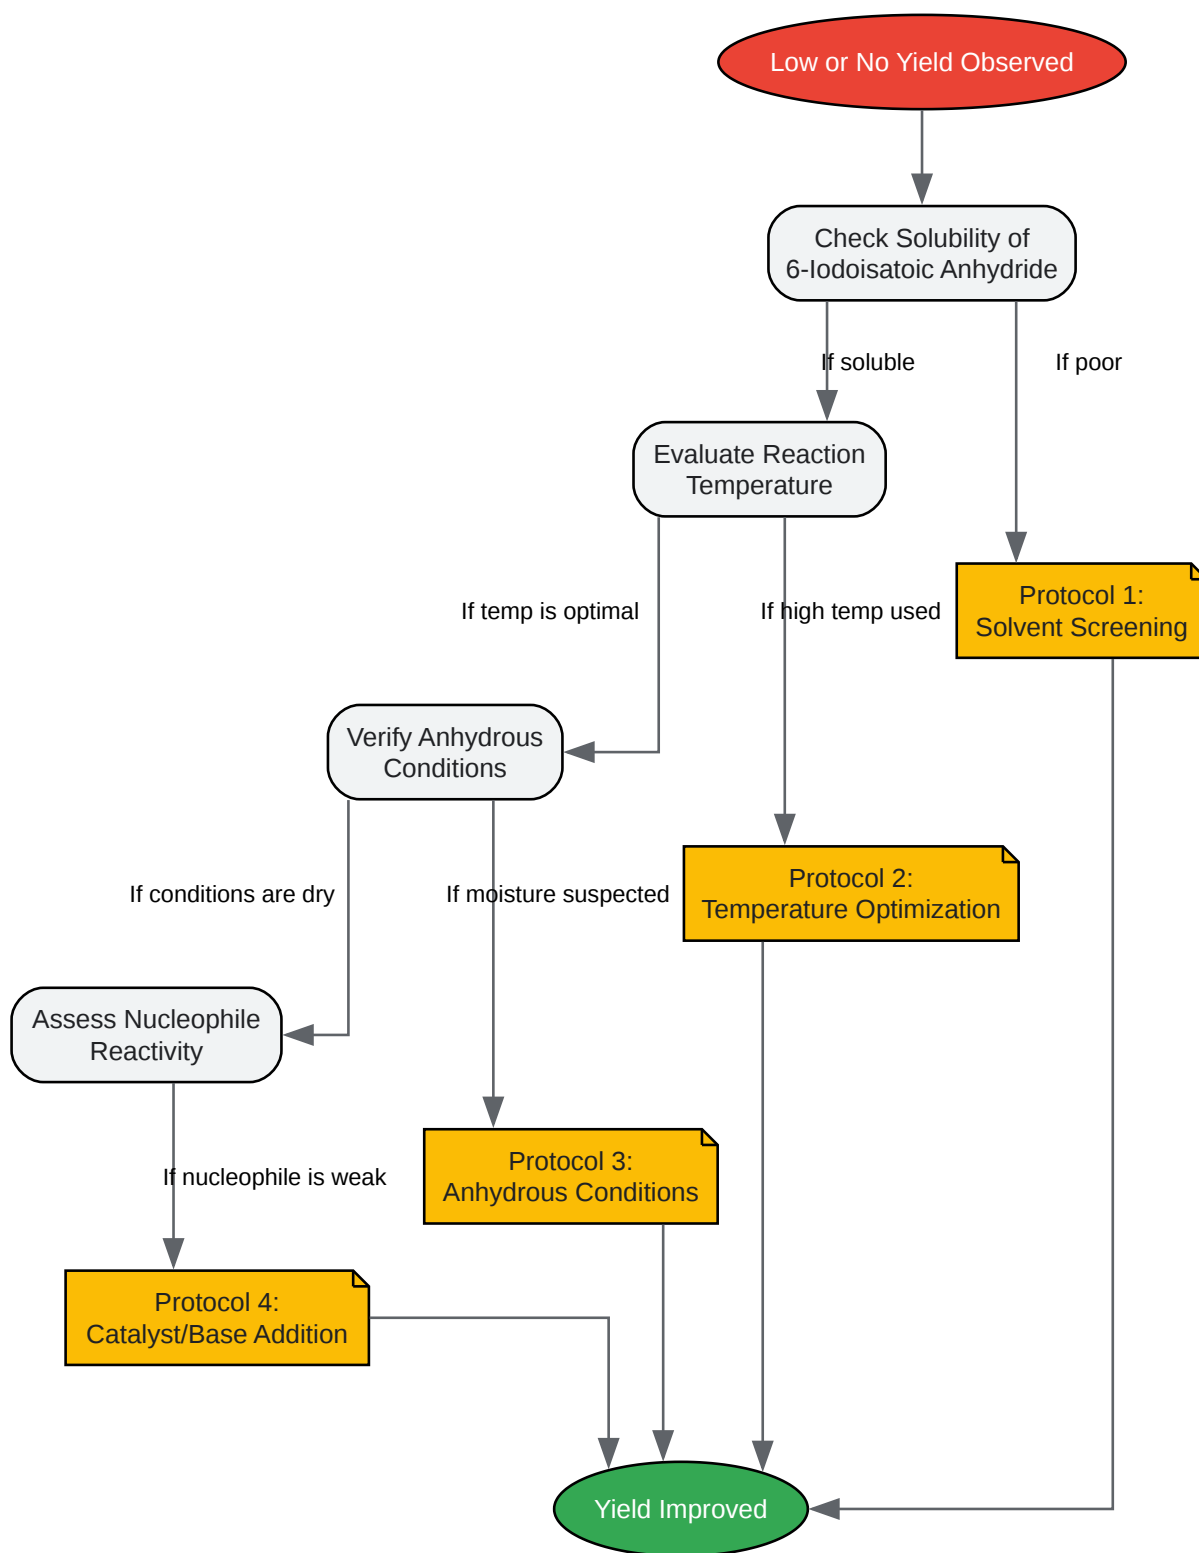 Low or No Yield Observed
Check Solubility of
6-Iodoisatoic Anhydride
If soluble
If poor
Evaluate Reaction
Temperature
If temp is optimal
If high temp used
Protocol 1:
Solvent Screening
Verify Anhydrous
Conditions
If conditions are dry
If moisture suspected
Protocol 2:
Temperature Optimization
Assess Nucleophile
Reactivity
If nucleophile is weak
Protocol 3:
Anhydrous Conditions
Protocol 4:
Catalyst/Base Addition
Yield Improved